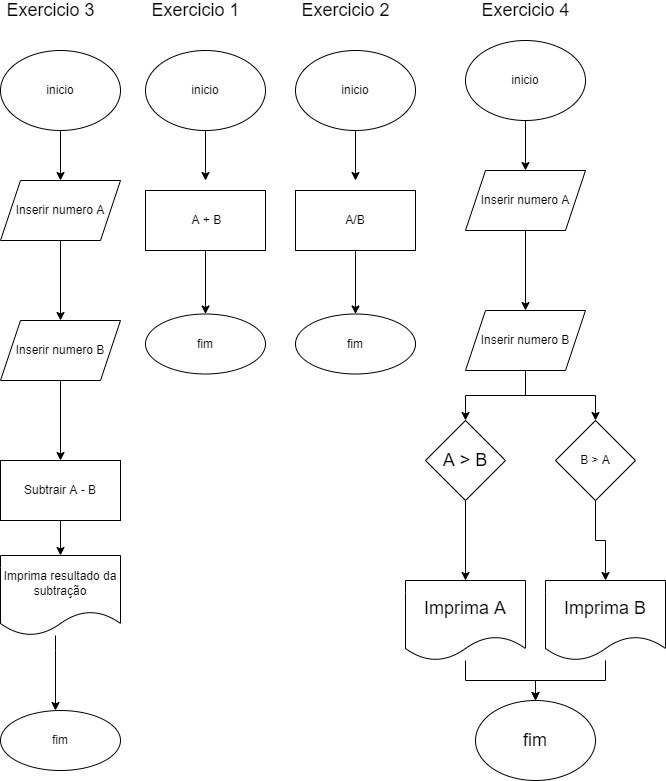 Exercicio 3
inicio
Inserir numero A
Inserir numero B
Subtrair A - B
Imprima resultado da
subtração
fim
Exercicio 1
inicio
A + B
fim
Exercicio 2
inicio
A/B
fim
Exercicio 4
inicio
Inserir numero A
Inserir numero B
A > B
B > A
Imprima A
Imprima B
fim